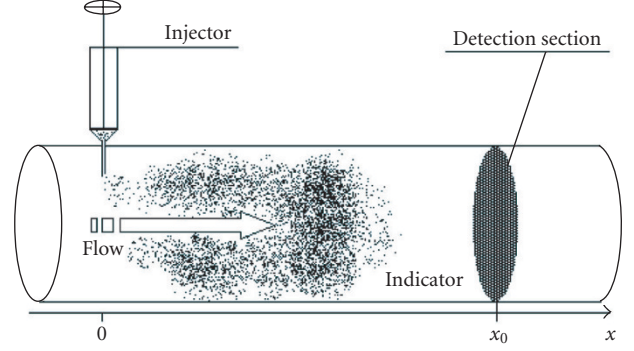 Injector
Detection section
Flow
Indicator
0
x₀
x